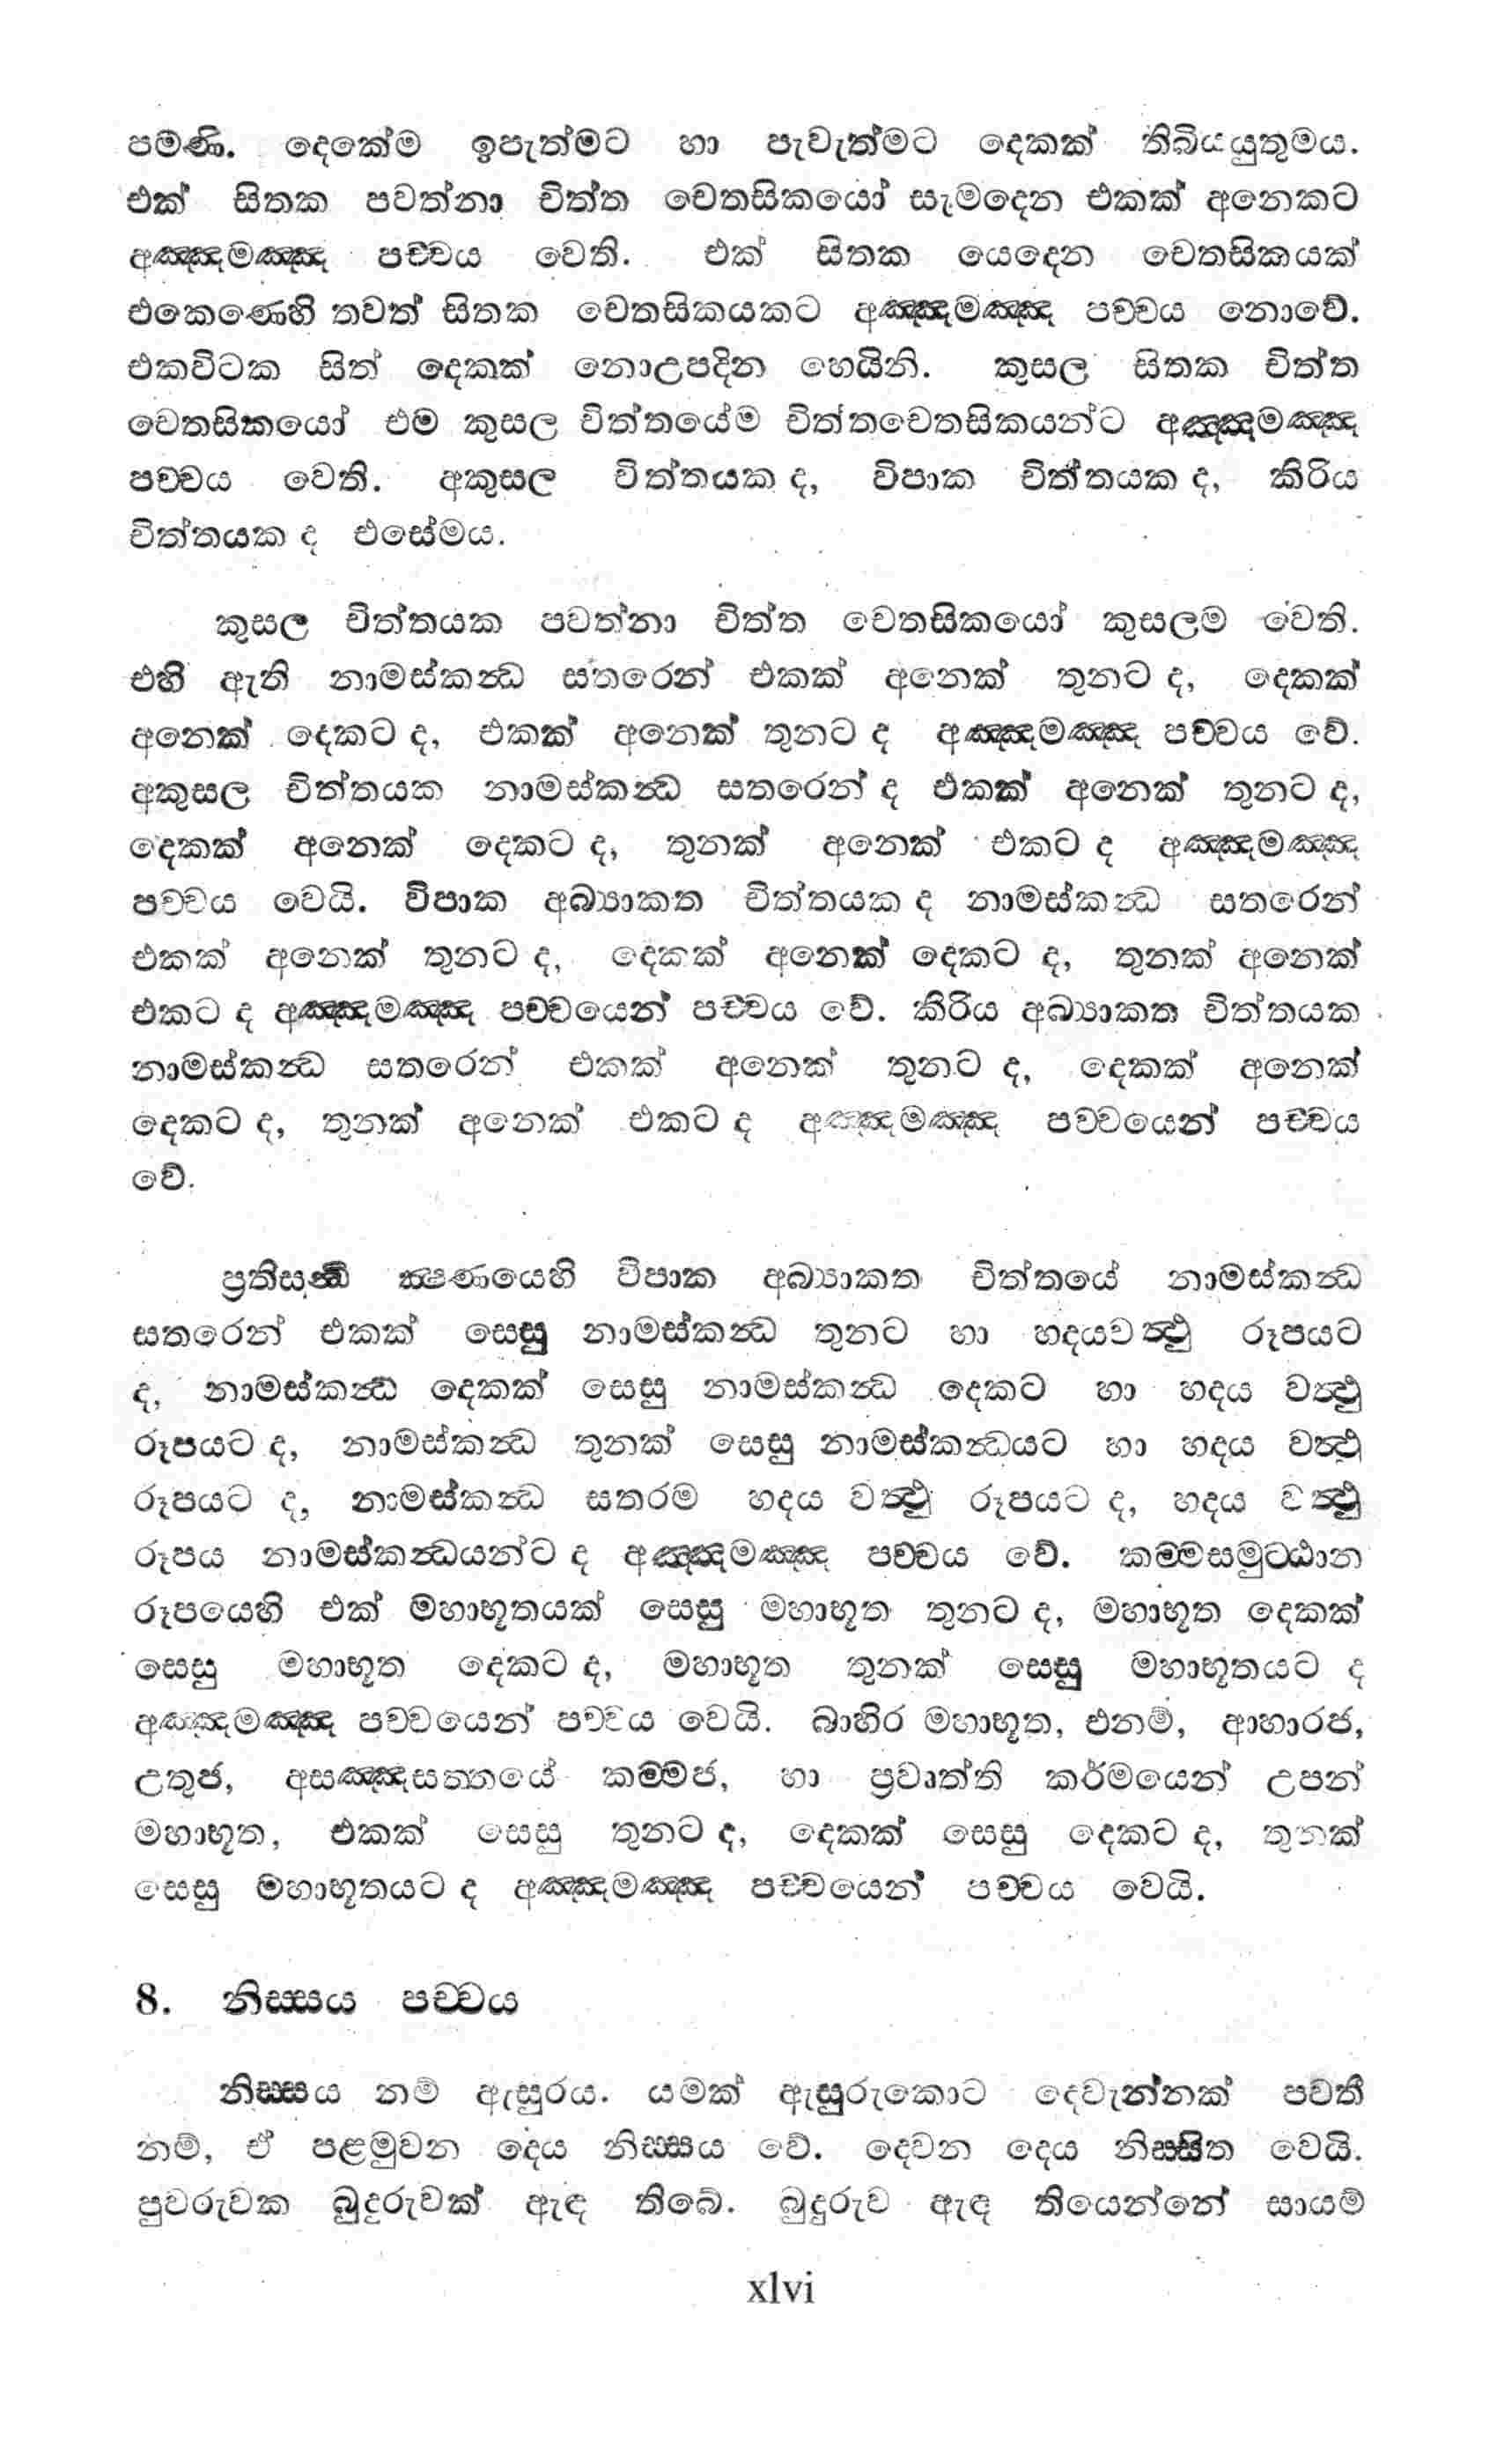 පමණි. දෙකේම ඉපැත්මට හා පැවැත්මට දෙකක් තිබියයුතුමය.
එක් සිතක පවත්නා චිත්ත චෙතසිකයෝ සැමදෙන එකක් අනෙකට
අඤ්ඤමඤ්ඤ පච්චය වෙති. එක් සිතක යෙදෙන චෙතසිකයක්
එකෙණෙහි තවත් සිතක චෙතසිකයකට අඤ්ඤමඤ්ඤ පච්චය නොවේ.
එකවිටක සිත් දෙකක් නොඋපදින හෙයිනි. කුසල සිතක චිත්ත
චෙතසිකයෝ එම කුසල චිත්තයේම චිත්තචෙතසිකයන්ට අඤ්ඤමඤ්ඤ
පච්චය වෙති. අකුසල චිත්තයක ද, විපාක චිත්තයක ද, කිරිය
චිත්තයක ද එසේමය.
කුසල චිත්තයක පවත්නා චිත්ත චෙතසිකයෝ කුසලම වෙති.
එහි ඇති නාමස්කන්ධ සතරෙන් එකක් අනෙක් තුනට ද, දෙකක්
අනෙක් දෙකට ද, එකක් අනෙක් තුනට ද අඤ්ඤමඤ්ඤ පච්චය වේ.
අකුසල චිත්තයක නාමස්කන්ධ සතරෙන් ද එකක් අනෙක් තුනට ද,
දෙකක් අනෙක් දෙකට ද, තුනක් අනෙක් එකට ද අඤ්ඤමඤ්ඤ
පච්චය වෙයි. විපාක අබ්‍යාකත චිත්තයක ද නාමස්කන්ධ සතරෙන්
එකක් අනෙක් තුනට ද, දෙකක් අනෙක් දෙකට ද, තුනක් අනෙක්
එකට ද අඤ්ඤමඤ්ඤ පච්චයෙන් පච්චය වේ. කිරිය අබ්‍යාකත චිත්තයක
නාමස්කන්ධ සතරෙන් එකක් අනෙක් තුනට ද, දෙකක් අනෙක්
දෙකට ද, තුනක් අනෙක් එකට ද අඤ්ඤමඤ්ඤ පච්චයෙන් පච්චය
වේ.
ප්‍රතිසන්ධි ක්‍ෂණයෙහි විපාක අබ්‍යාකත චිත්තයේ නාමස්කන්ධ
සතරෙන් එකක් සෙසු නාමස්කන්ධ තුනට හා හදයවත්ථු රූපයට
ද, නාමස්කන්ධ දෙකක් සෙසු නාමස්කන්ධ දෙකට හා හදය වත්ථු
රූපයට ද, නාමස්කන්ධ තුනක් සෙසු නාමස්කන්ධයට හා හදය වත්ථු
රූපයට ද, නාමස්කන්ධ සතරම හදය වත්ථු රූපයට ද, හදය වත්ථු
රූපය නාමස්කන්ධයන්ට ද අඤ්ඤමඤ්ඤ පච්චය වේ. කම්මසමුට්ඨාන
රූපයෙහි එක් මහාභූතයක් සෙසු මහාභූත තුනට ද, මහාභූත දෙකක්
සෙසු මහාභූත දෙකට ද, මහාභූත තුනක් සෙසු මහාභූතයට ද
අඤ්ඤමඤ්ඤ පච්චයෙන් පච්චය වෙයි. බාහිර මහාභූත, එනම්, ආහාරජ,
උතුජ, අසඤ්ඤසත්තයේ කම්මජ, හා ප්‍රවෘත්ති කර්මයෙන් උපන්
මහාභූත, එකක් සෙසු තුනට ද, දෙකක් සෙසු දෙකට ද, තුනක්
සෙසු මහාභූතයට ද අඤ්ඤමඤ්ඤ පච්චයෙන් පච්චය වෙයි.
8. නිස්සය පච්චය
නිස්සය නම් ඇසුරය. යමක් ඇසුරුකොට දෙවැන්නක් පවතී
නම්, ඒ පළමුවන දෙය නිස්සය වේ. දෙවන දෙය නිස්සිත වෙයි.
පුවරුවක බුදුරුවක් ඇඳ තිබේ. බුදුරුව ඇඳ තියෙන්නේ සායම්
xlvi